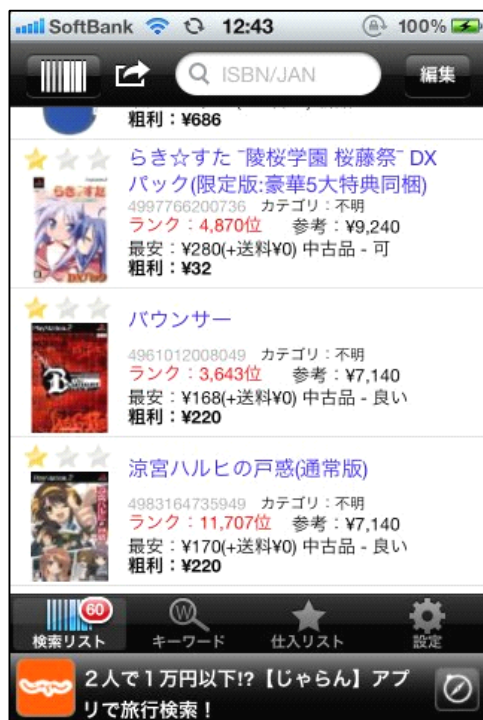 SoftBank 12:43 100%
ISBN/JAN 編集
粗利：¥686
らき☆すた ~陵桜学園 桜藤祭~ DX
パック(限定版:豪華5大特典同梱)
4997766200736 カテゴリ：不明
ランク：4,870位 参考：¥9,240
最安：¥280(+送料¥0) 中古品 - 可
粗利：¥32
バウンサー
4961012008049 カテゴリ：不明
ランク：3,643位 参考：¥7,140
最安：¥168(+送料¥0) 中古品 - 良い
粗利：¥220
涼宮ハルヒの戸惑(通常版)
4983164735949 カテゴリ：不明
ランク：11,707位 参考：¥7,140
最安：¥170(+送料¥0) 中古品 - 良い
粗利：¥220
60
検索リスト キーワード 仕入リスト 設定
２人で１万円以下!?【じゃらん】アプ
リで旅行検索！